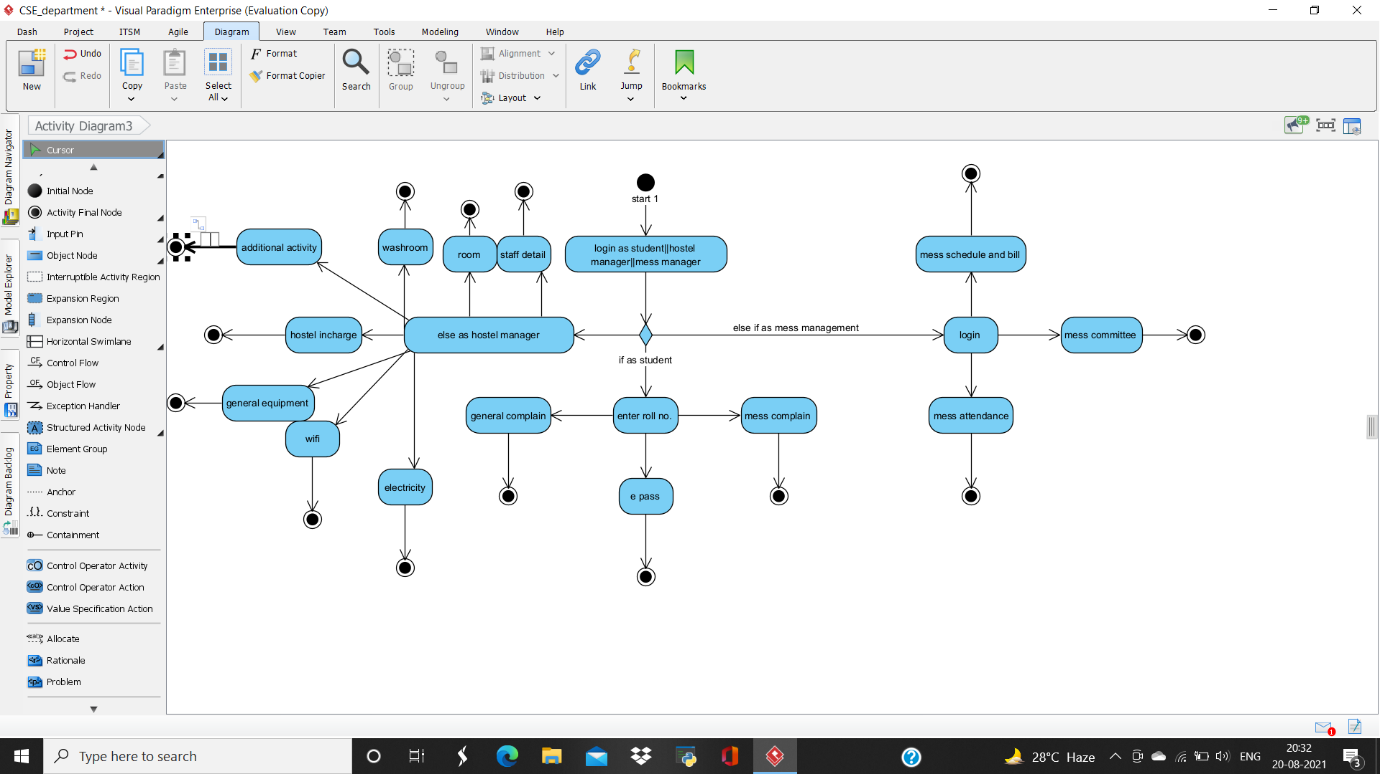 CSE_department * - Visual Paradigm Enterprise (Evaluation Copy)
Dash Project ITSM Agile Diagram View Team Tools Modeling Window Help
New
Undo
Redo
Copy
Paste
Select
All
Format
Format Copier
Search
Group
Ungroup
Alignment
Distribution
Layout
Link
Jump
Bookmarks
Activity Diagram3
9+
Diagram Navigator
Model Explorer
Property
Diagram Backlog
Cursor
Initial Node
Activity Final Node
Input Pin
Object Node
Interruptible Activity Region
Expansion Region
Expansion Node
Horizontal Swimlane
CF
Control Flow
OF
Object Flow
Exception Handler
A
Structured Activity Node
EG
Element Group
Note
Anchor
Constraint
Containment
Control Operator Activity
Control Operator Action
Value Specification Action
Allocate
Rationale
Problem
start 1
additional activity
washroom
room
staff detail
login as student||hostel
manager||mess manager
mess schedule and bill
hostel incharge
else as hostel manager
else if as mess management
login
mess committee
if as student
general equipment
wifi
electricity
general complain
enter roll no.
mess complain
e pass
mess attendance
Type here to search
28°C Haze
ENG
20:32
20-08-2021
3